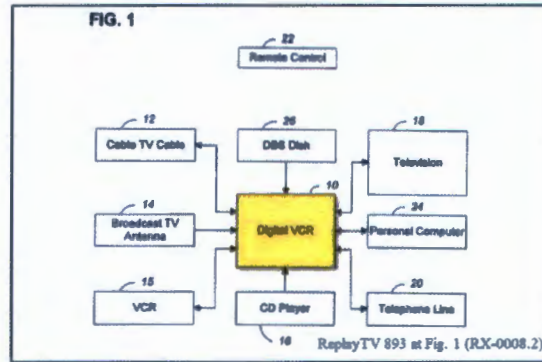 FIG. 1
22
Remote Control
12
Cable TV Cable
26
DBS Dish
18
Television
10
14
Broadcast TV
Antenna
Digital VCR
24
Personal Computer
15
VCR
CD Player
16
20
Telephone Line
ReplayTV 893 at Fig. 1 (RX-0008.2)